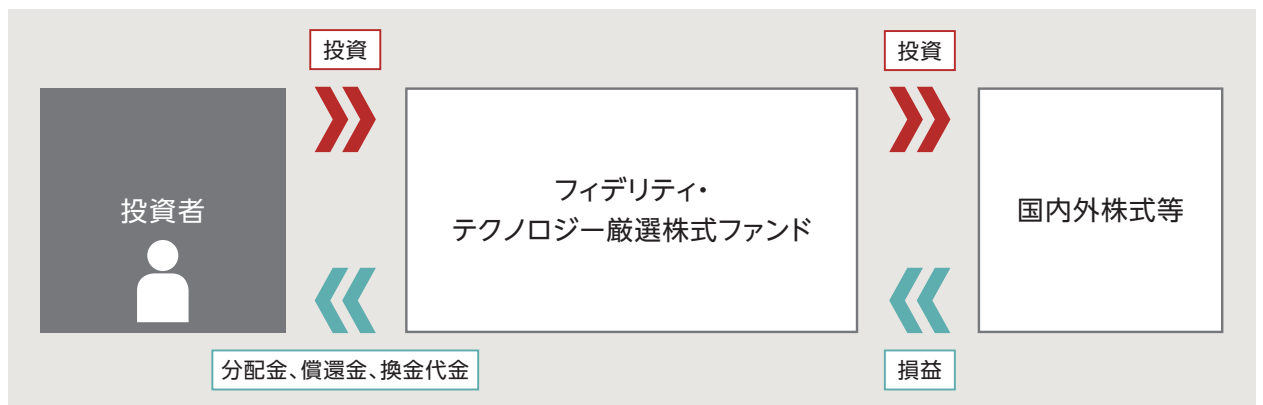 投資
投資
投資者
フィデリティ・
テクノロジー厳選株式ファンド
国内外株式等
分配金、償還金、換金代金
損益